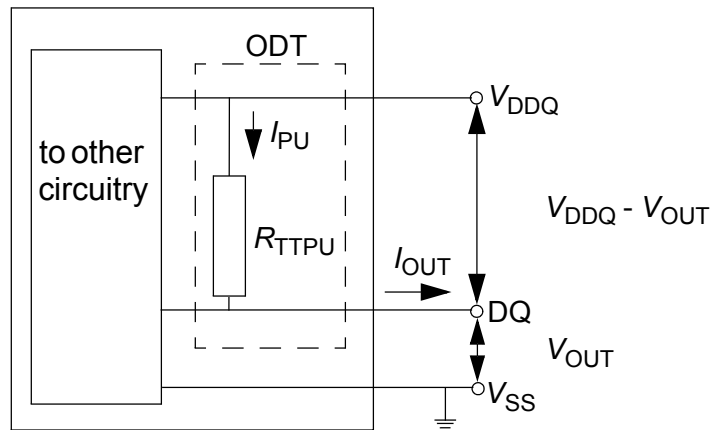 ODT
V_DDQ
I_PU
to other
circuitry
V_DDQ - V_OUT
R_TTPU
I_OUT
DQ
V_OUT
V_SS